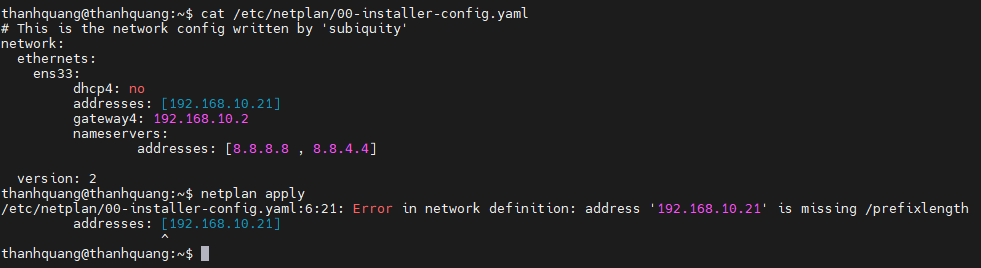 thanhquang@thanhquang:~$ cat /etc/netplan/00-installer-config.yaml
# This is the network config written by 'subiquity'
network:
  ethernets:
    ens33:
         dhcp4: no
         addresses: [192.168.10.21]
         gateway4: 192.168.10.2
         nameservers:
                 addresses: [8.8.8.8 , 8.8.4.4]
  version: 2
thanhquang@thanhquang:~$ netplan apply
/etc/netplan/00-installer-config.yaml:6:21: Error in network definition: address '192.168.10.21' is missing /prefixlength
         addresses: [192.168.10.21]
                    ^
thanhquang@thanhquang:~$